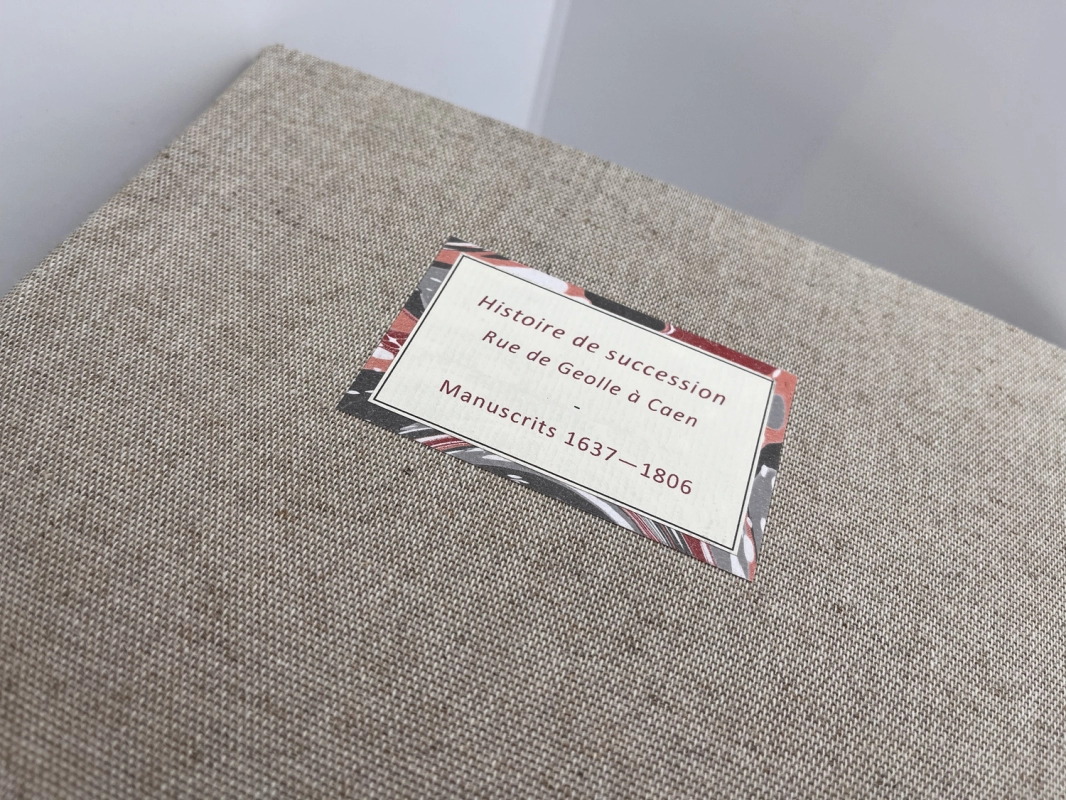 Histoire de succession
Rue de Geolle à Caen
-
Manuscrits 1637—1806